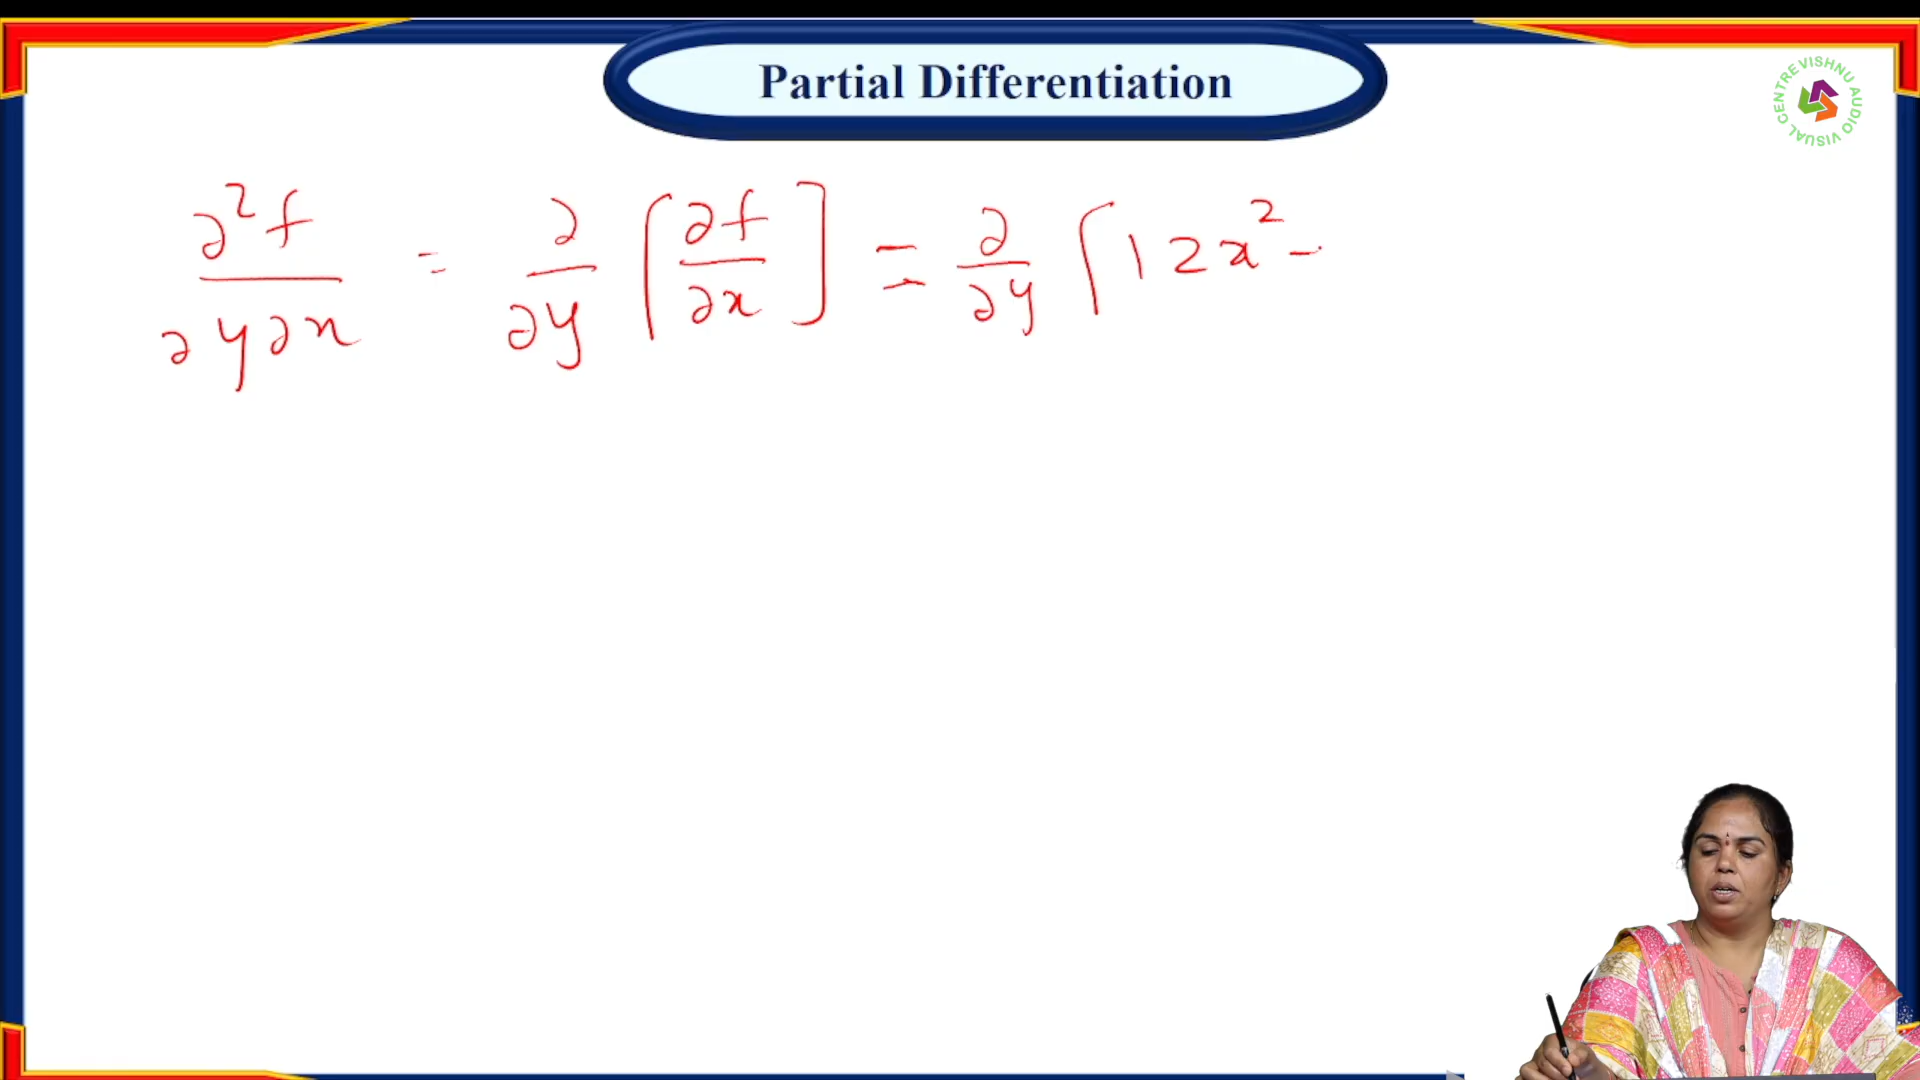 Partial Differentiation
VISHNU AUDIO VISUAL CENTRE
∂²f/∂y∂x = ∂/∂y [∂f/∂x] = ∂/∂y [12x² -